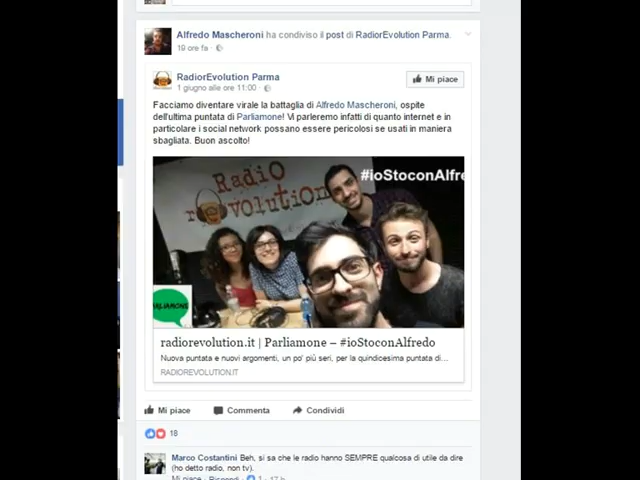 Alfredo Mascheroni ha condiviso il post di RadiorEvolution Parma.
19 ore fa ·
RadiorEvolution Parma
1 giugno alle ore 11:00 ·
Mi piace
Facciamo diventare virale la battaglia di Alfredo Mascheroni, ospite
dell'ultima puntata di Parliamone! Vi parleremo infatti di quanto internet e in
particolare i social network possano essere pericolosi se usati in maniera
sbagliata. Buon ascolto!
#ioStoconAlfre
Radio
revolution
PARLIAMONE
radiorevolution.it | Parliamone – #ioStoconAlfredo
Nuova puntata e nuovi argomenti, un po' più seri, per la quindicesima puntata di...
RADIOREVOLUTION.IT
Mi piace Commenta Condividi
18
Marco Costantini Beh, si sa che le radio hanno SEMPRE qualcosa di utile da dire
(ho detto radio, non tv).
Mi piace · Rispondi · 1 · 17 h